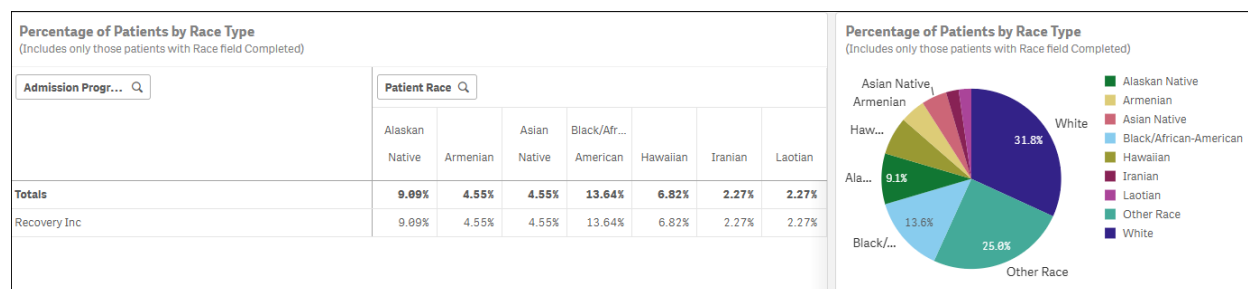 Percentage of Patients by Race Type
(Includes only those patients with Race field Completed)
Admission Progr...
Patient Race
Alaskan Native
Armenian
Asian Native
Black/Afr... American
Hawaiian
Iranian
Laotian
Totals 9.09% 4.55% 4.55% 13.64% 6.82% 2.27% 2.27%
Recovery Inc 9.09% 4.55% 4.55% 13.64% 6.82% 2.27% 2.27%
Percentage of Patients by Race Type
(Includes only those patients with Race field Completed)
Asian Native
Armenian
Haw...
Ala...
Black/...
Other Race
White
31.8%
9.1%
13.6%
25.0%
Alaskan Native
Armenian
Asian Native
Black/African-American
Hawaiian
Iranian
Laotian
Other Race
White